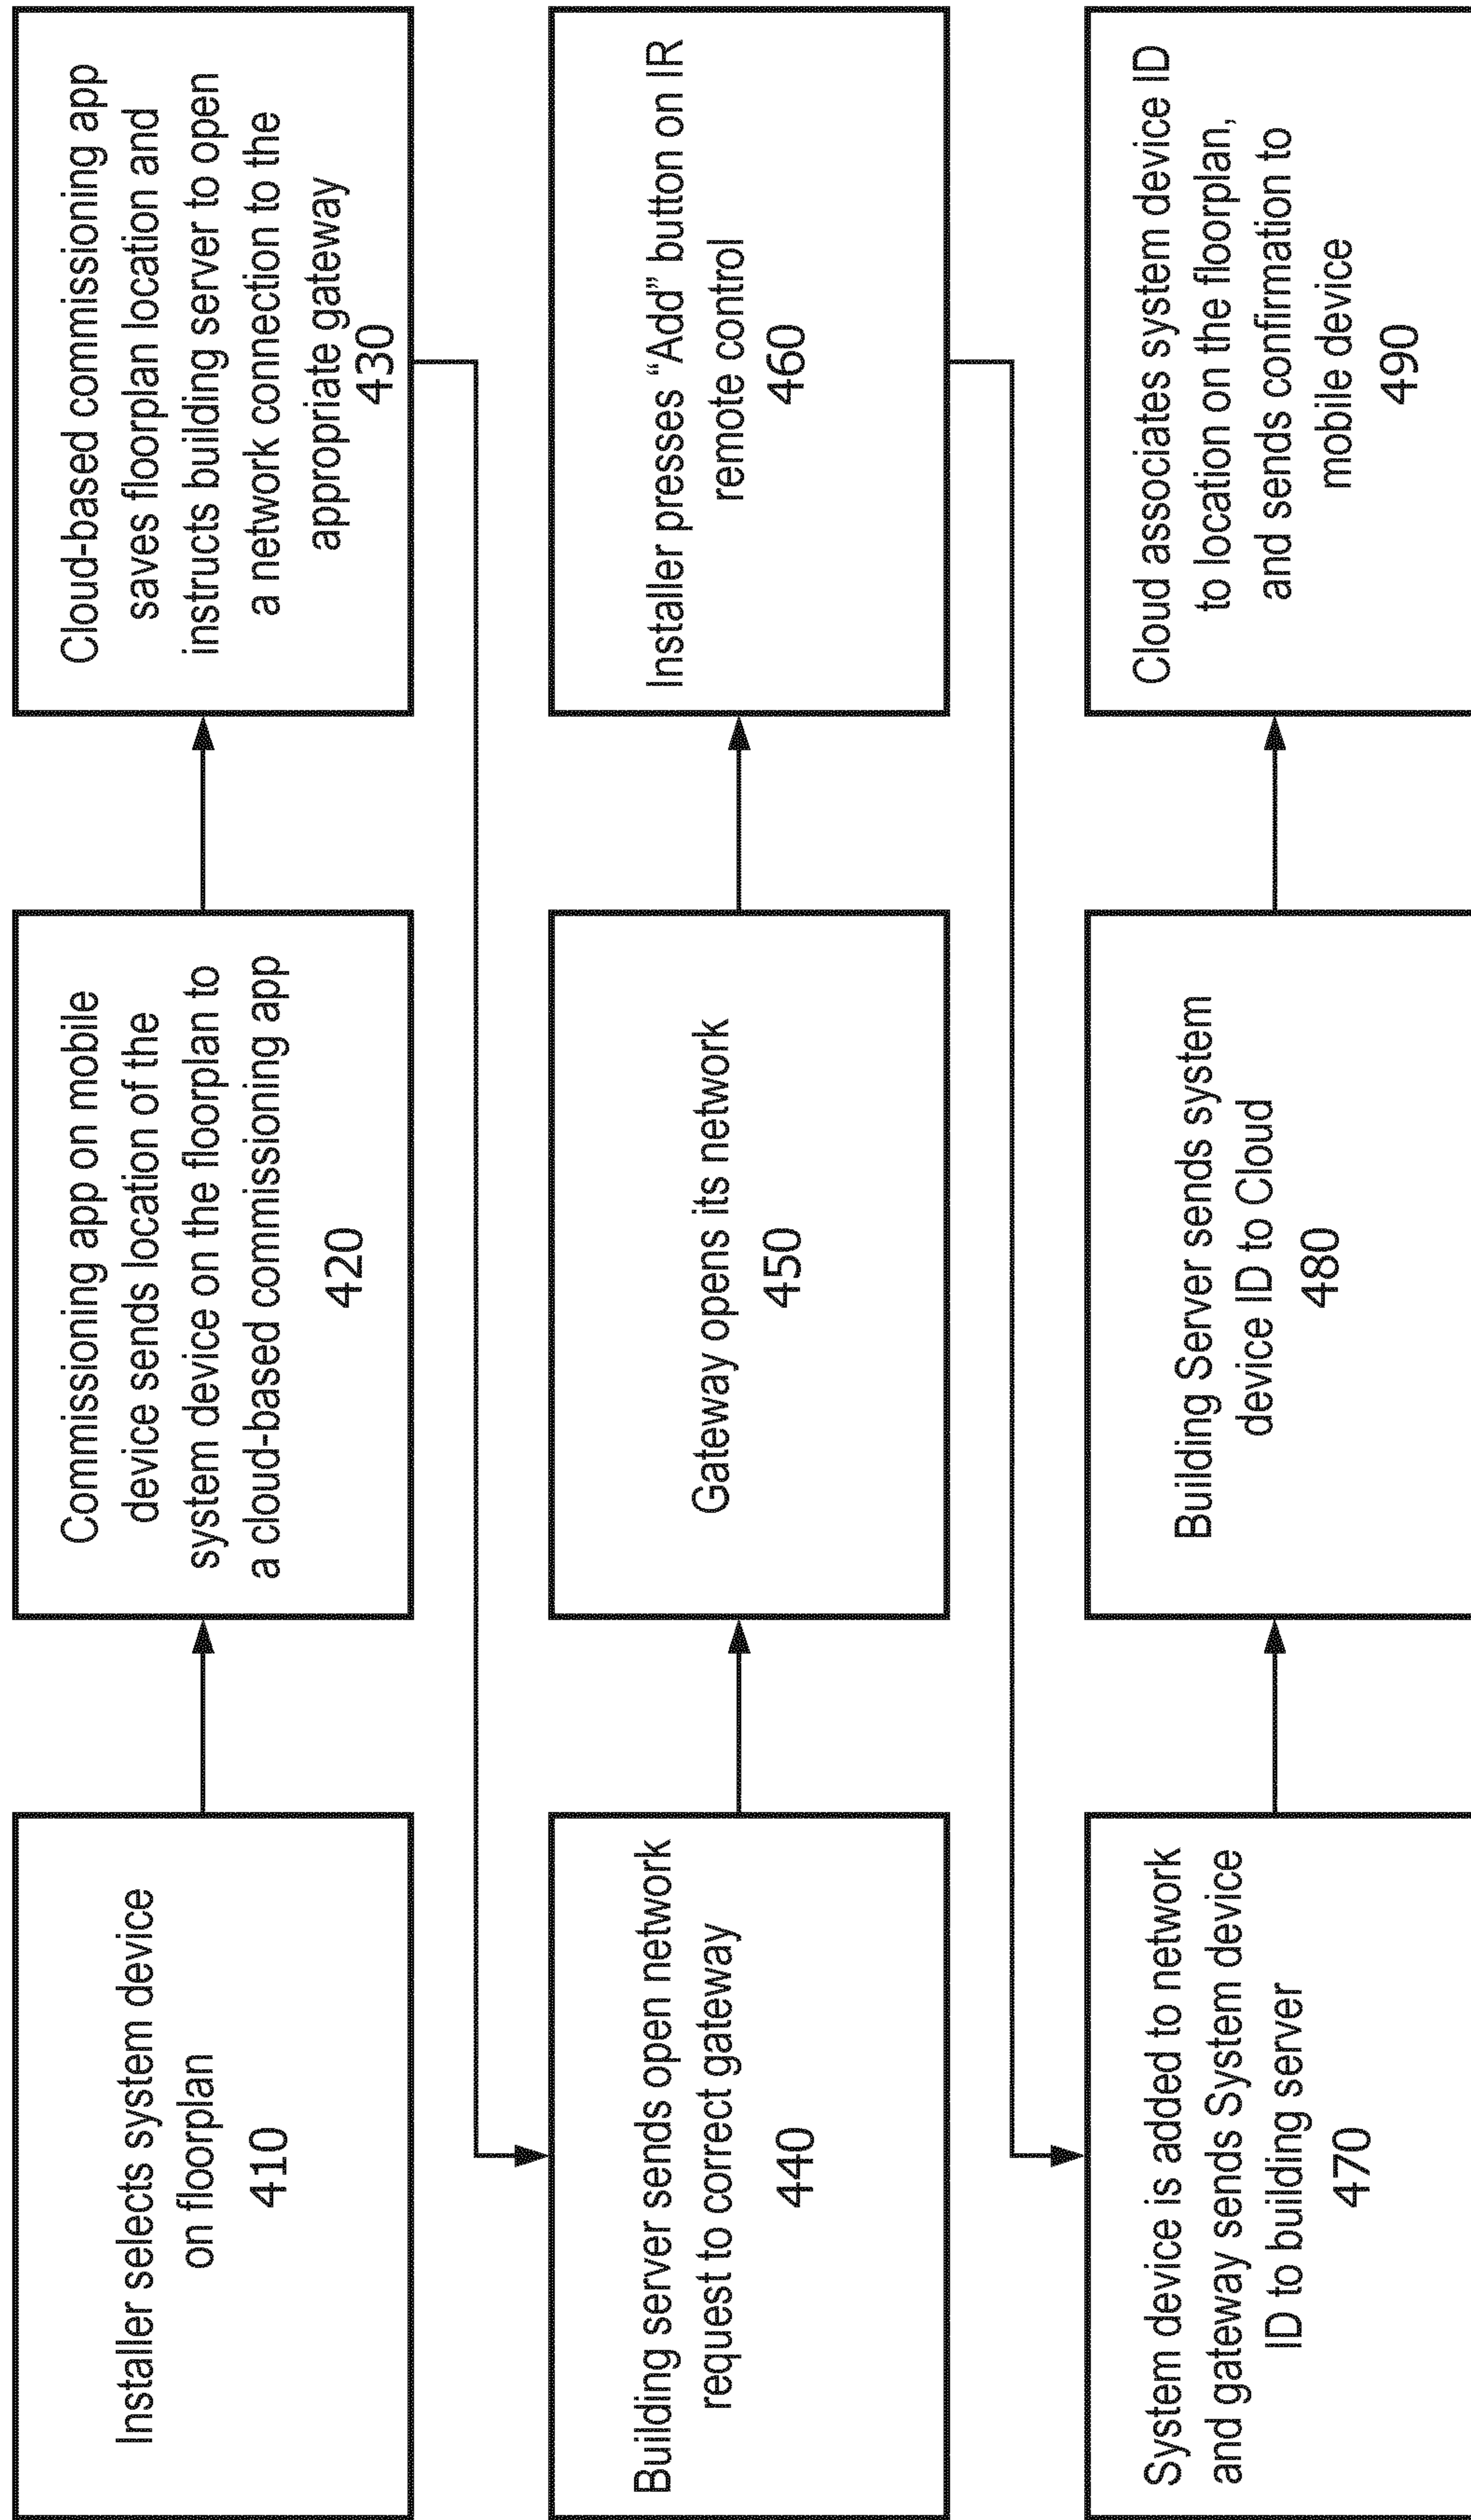 Installer selects system device
on floorplan
410
Commissioning app on mobile
device sends location of the
system device on the floorplan to
a cloud-based commissioning app
420
Cloud-based commissioning app
saves floorplan location and
instructs building server to open
a network connection to the
appropriate gateway
430
Building server sends open network
request to correct gateway
440
Gateway opens its network
450
Installer presses “Add” button on IR
remote control
460
System device is added to network
and gateway sends System device
ID to building server
470
Building Server sends system
device ID to Cloud
480
Cloud associates system device ID
to location on the floorplan,
and sends confirmation to
mobile device
490